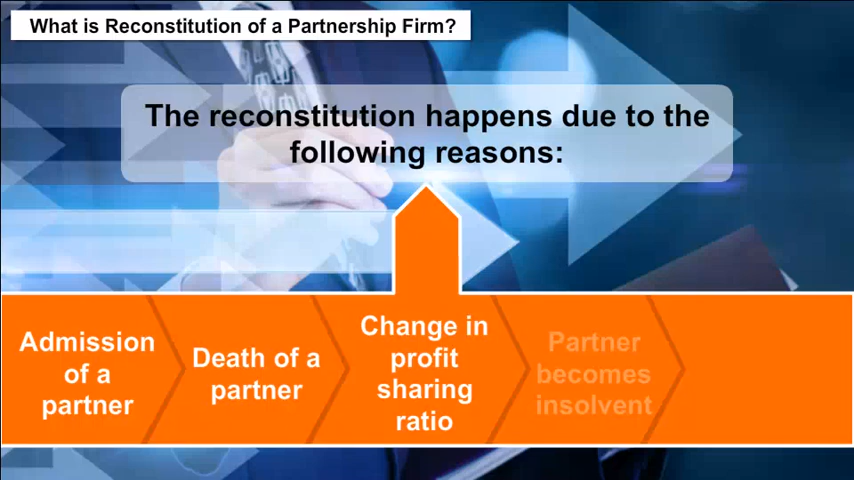 What is Reconstitution of a Partnership Firm?
The reconstitution happens due to the
following reasons:
Admission
of a
partner
Death of a
partner
Change in
profit
sharing
ratio
Partner
becomes
insolvent